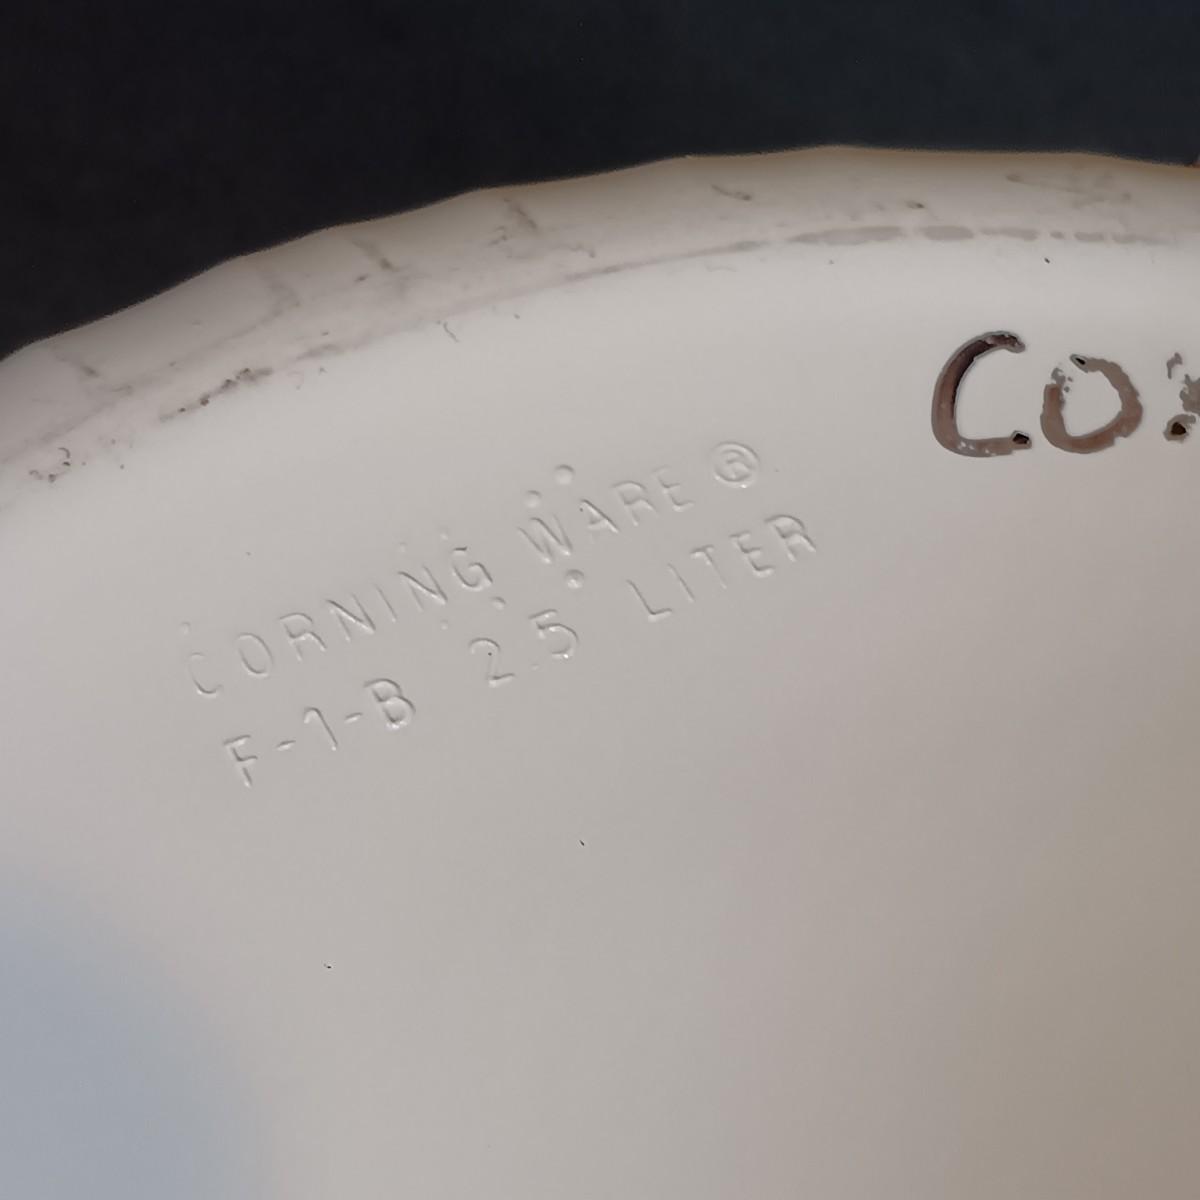 CORNING WARE ®
F-1-B 2.5 LITER